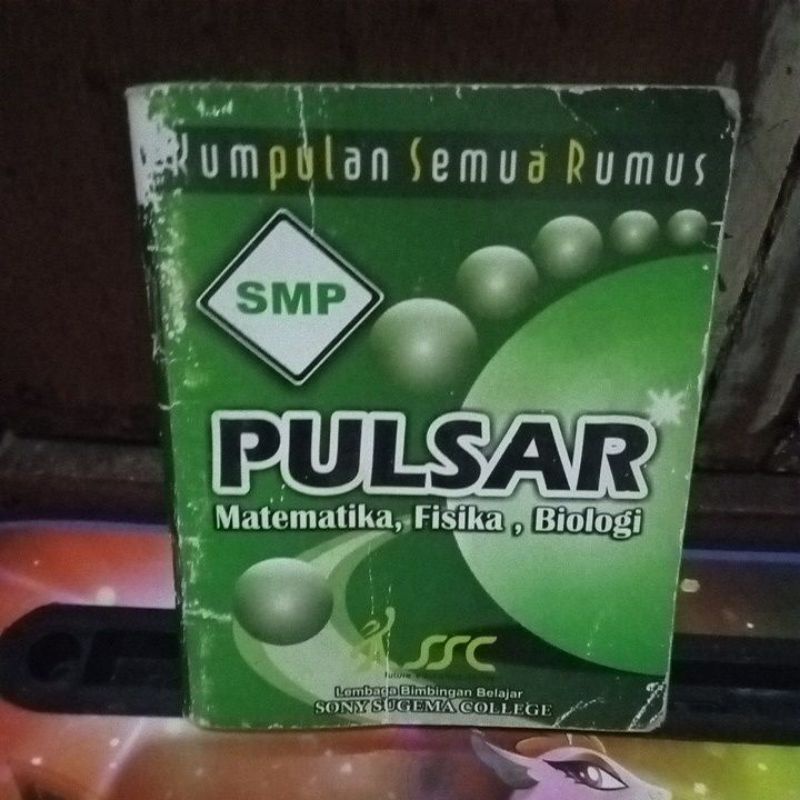 Kumpulan Semua Rumus
SMP
PULSAR
Matematika, Fisika , Biologi
SSC
Lembaga Bimbingan Belajar
SONY SUGEMA COLLEGE